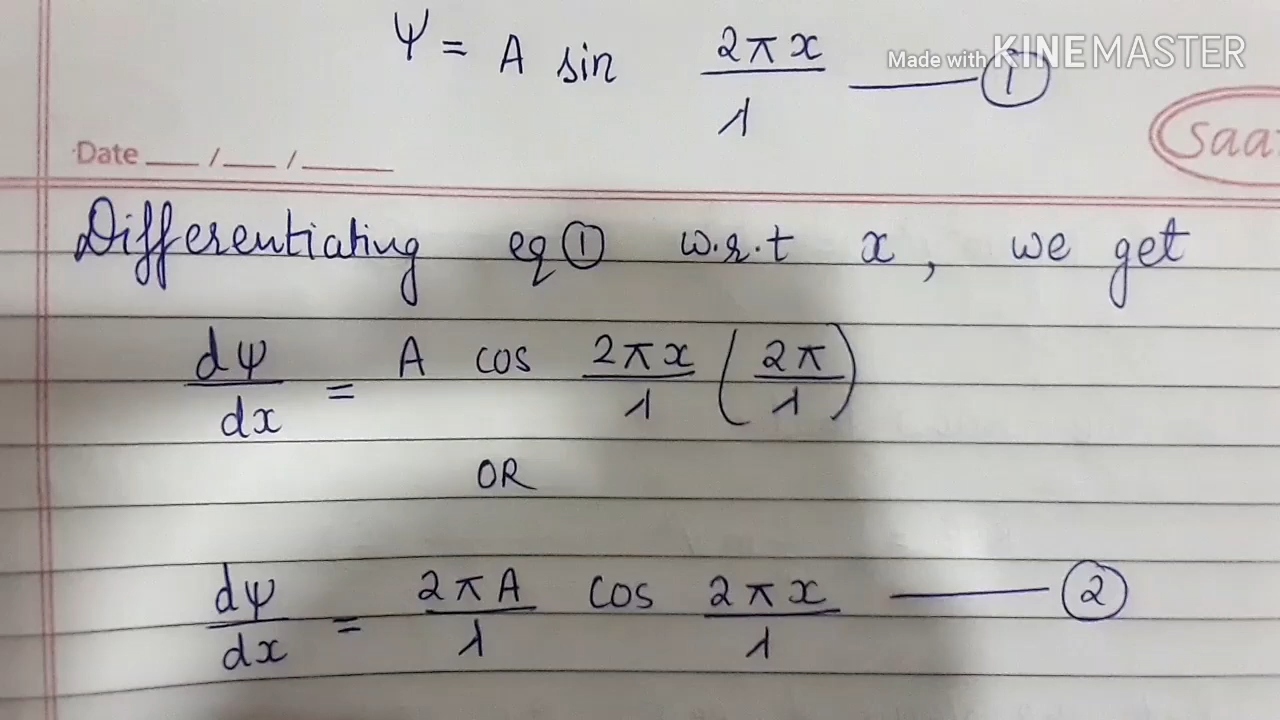 ψ = A sin 2πx/λ —— ①
Made with KINEMASTER
Date ___ / ___ / _____
Saa
Differentiating eq ① w.r.t x, we get
dψ/dx = A cos 2πx/λ (2π/λ)
OR
dψ/dx = 2πA/λ cos 2πx/λ —— ②